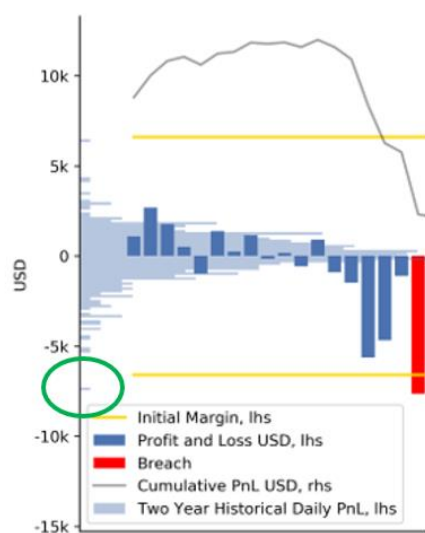 10k
5k
0
-5k
-10k
-15k
USD
Initial Margin, lhs
Profit and Loss USD, lhs
Breach
Cumulative PnL USD, rhs
Two Year Historical Daily PnL, lhs